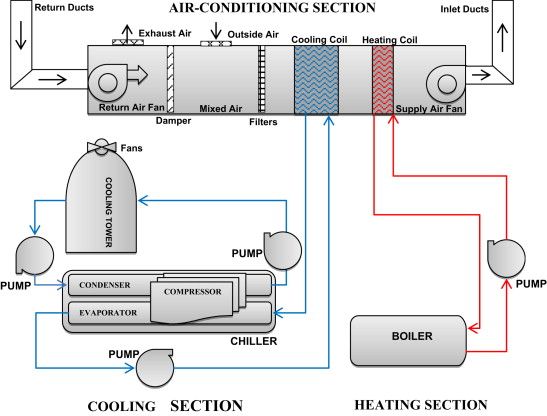 AIR-CONDITIONING SECTION
Return Ducts
Inlet Ducts
Exhaust Air
Outside Air
Cooling Coil
Heating Coil
Return Air Fan
Mixed Air
Supply Air Fan
Damper
Filters
Fans
COOLING TOWER
PUMP
PUMP
PUMP
PUMP
CONDENSER
COMPRESSOR
EVAPORATOR
CHILLER
BOILER
COOLING SECTION
HEATING SECTION